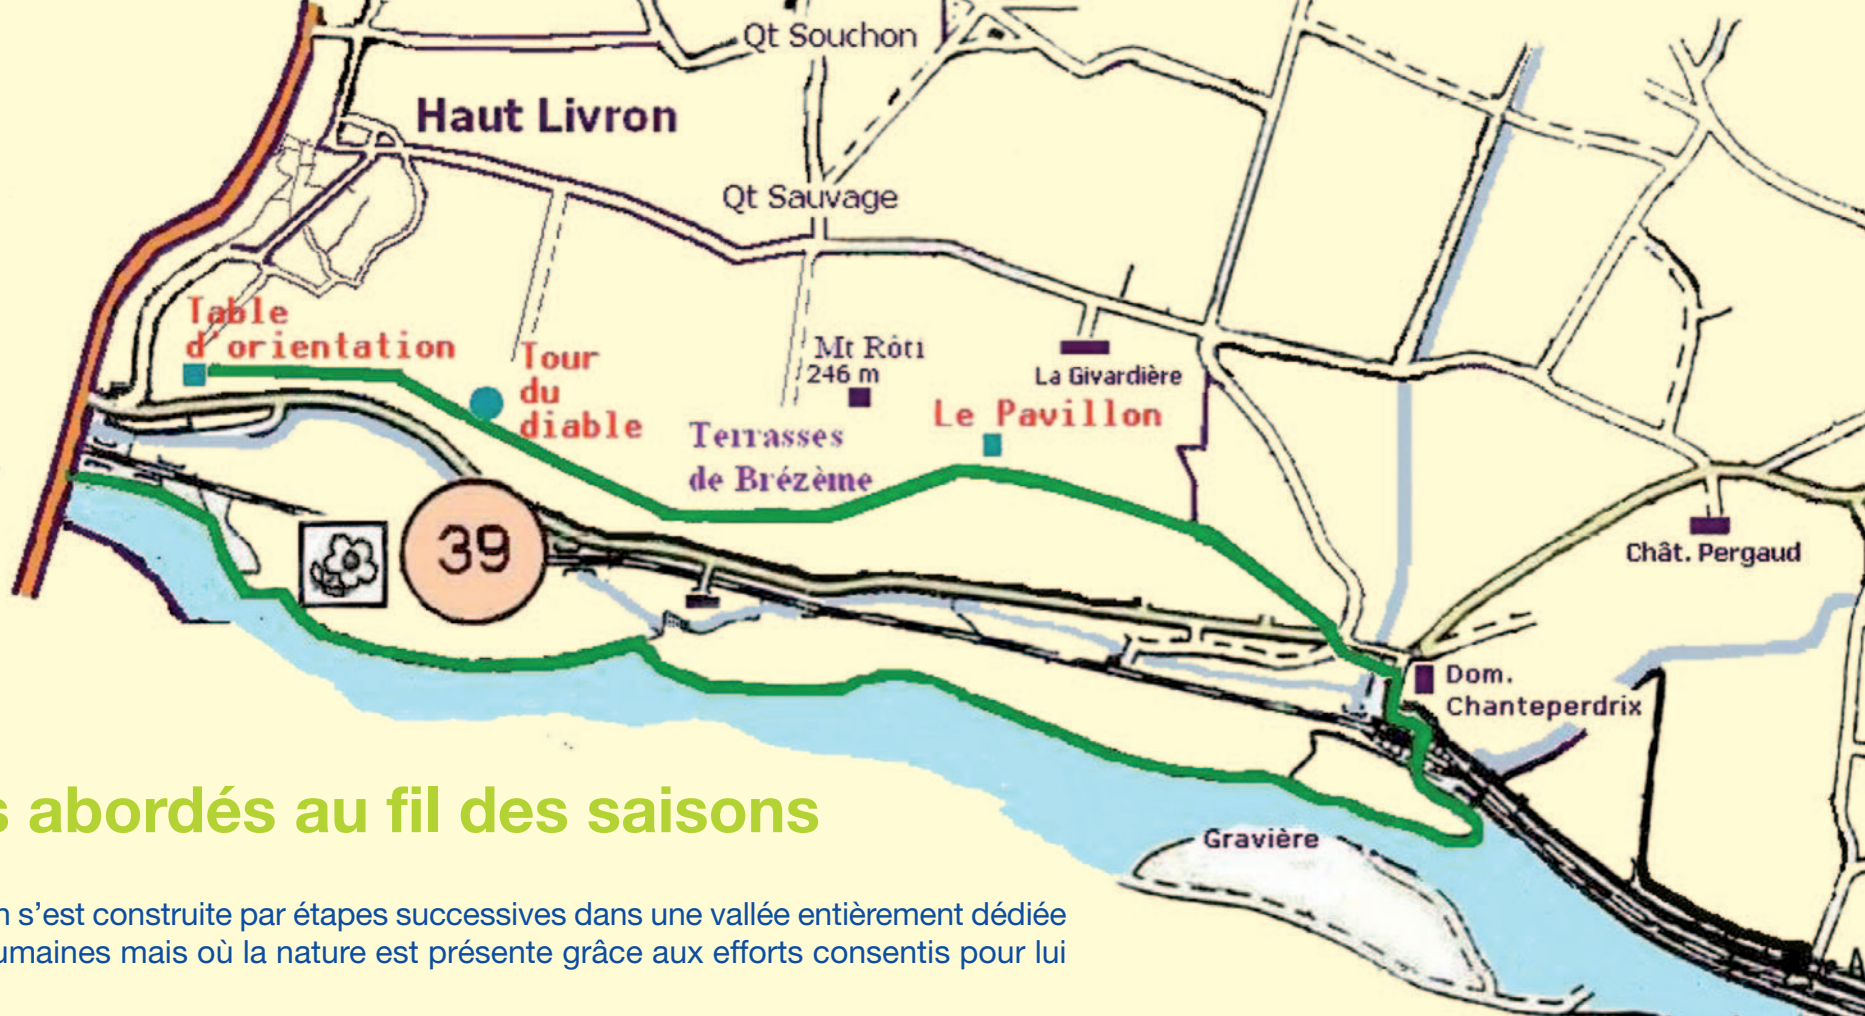 Qt Souchon
Haut Livron
Qt Sauvage
Table
d'orientation
Tour
du
diable
Mt Rôti
246 m
La Givardière
Le Pavillon
Terrasses
de Brézème
39
Chât. Pergaud
Dom.
Chanteperdrix
Gravière
abordés au fil des saisons
s'est construite par étapes successives dans une vallée entièrement dédiée
mais où la nature est présente grâce aux efforts consentis pour lui